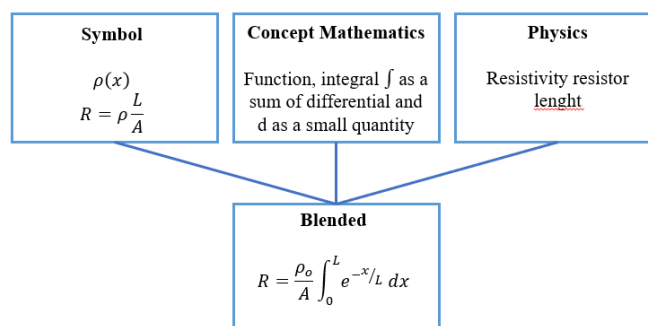 Symbol
ρ(x)
R = ρ L/A
Concept Mathematics
Function, integral ∫ as a
sum of differential and
d as a small quantity
Physics
Resistivity resistor
lenght
Blended
R = ρₒ/A ∫₀ᴸ e^(−x/L) dx